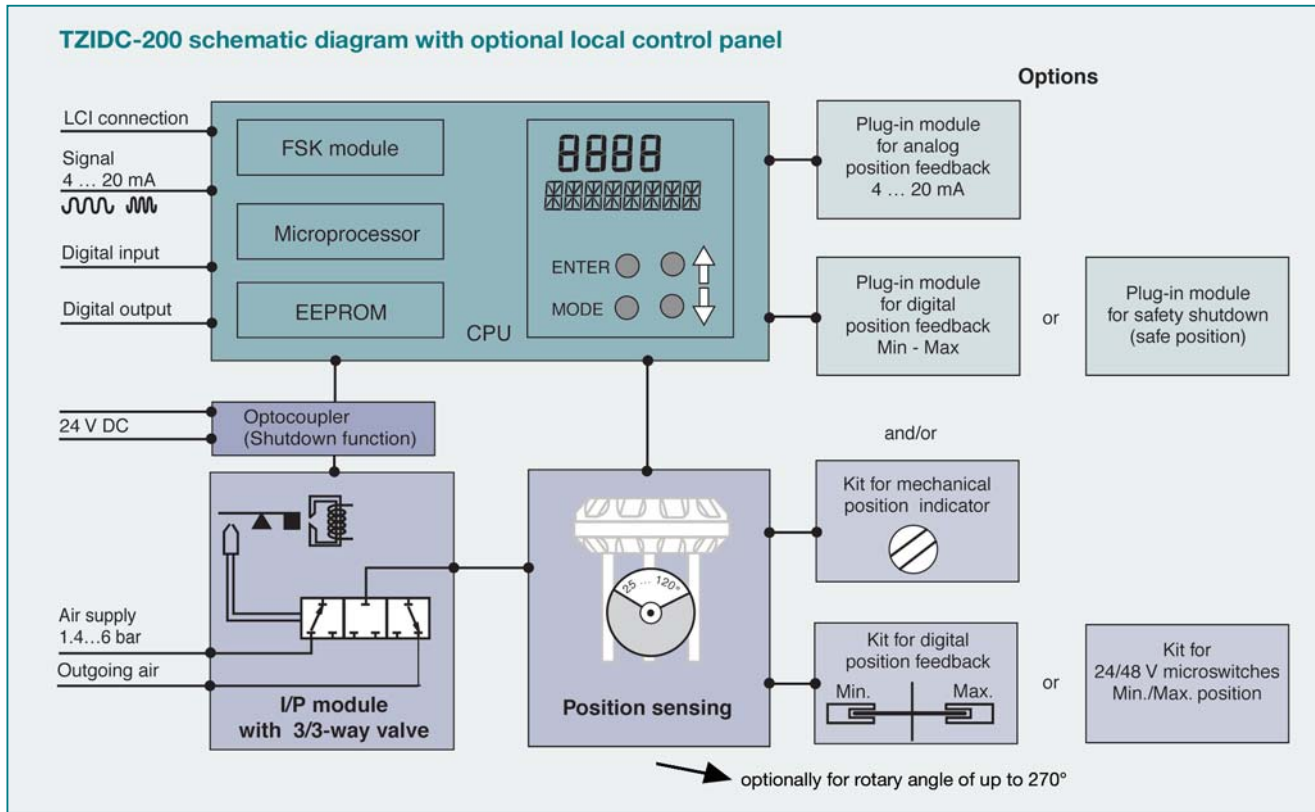 TZIDC-200 schematic diagram with optional local control panel
Options
LCI connection
Signal
4 ... 20 mA
Digital input
Digital output
FSK module
Microprocessor
EEPROM
CPU
8888
ENTER
MODE
Plug-in module
for analog
position feedback
4 ... 20 mA
Plug-in module
for digital
position feedback
Min - Max
or
Plug-in module
for safety shutdown
(safe position)
24 V DC
Optocoupler
(Shutdown function)
and/or
Air supply
1.4...6 bar
Outgoing air
I/P module
with 3/3-way valve
25 ... 120°
Position sensing
Kit for mechanical
position indicator
Kit for digital
position feedback
Min. Max.
or
Kit for
24/48 V microswitches
Min./Max. position
optionally for rotary angle of up to 270°